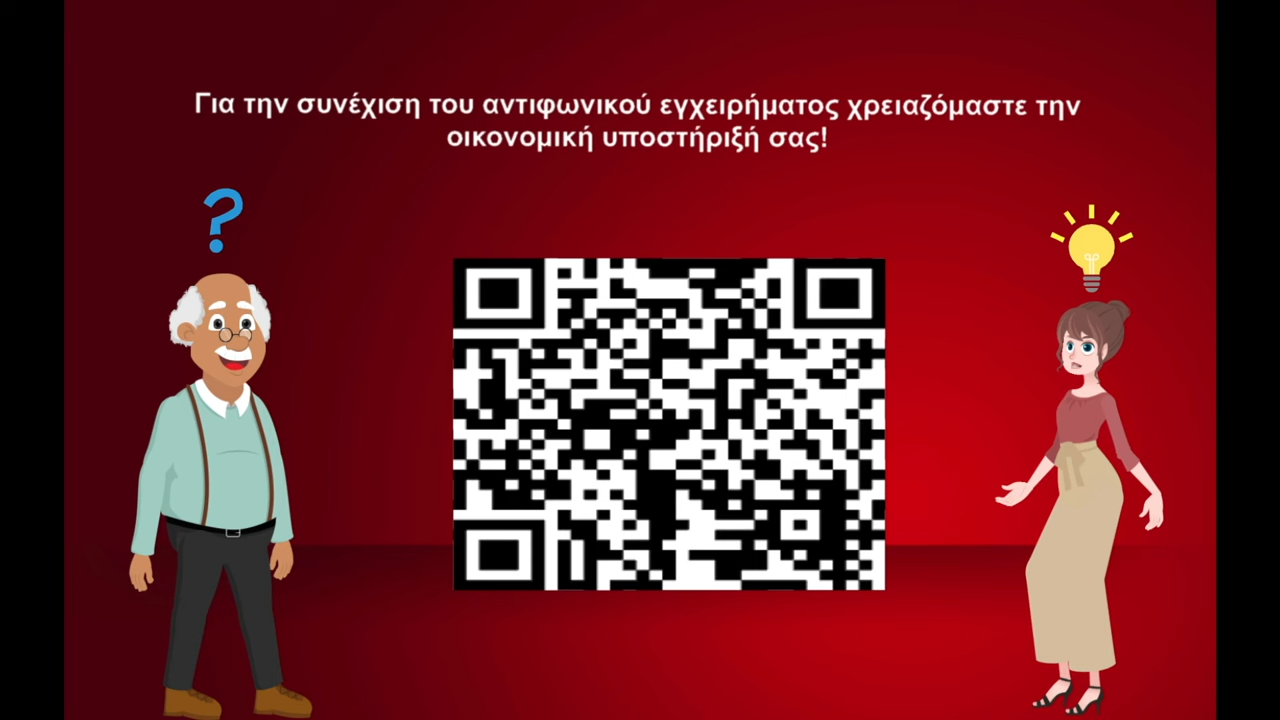 Για την συνέχιση του αντιφωνικού εγχειρήματος χρειαζόμαστε την
οικονομική υποστήριξή σας!